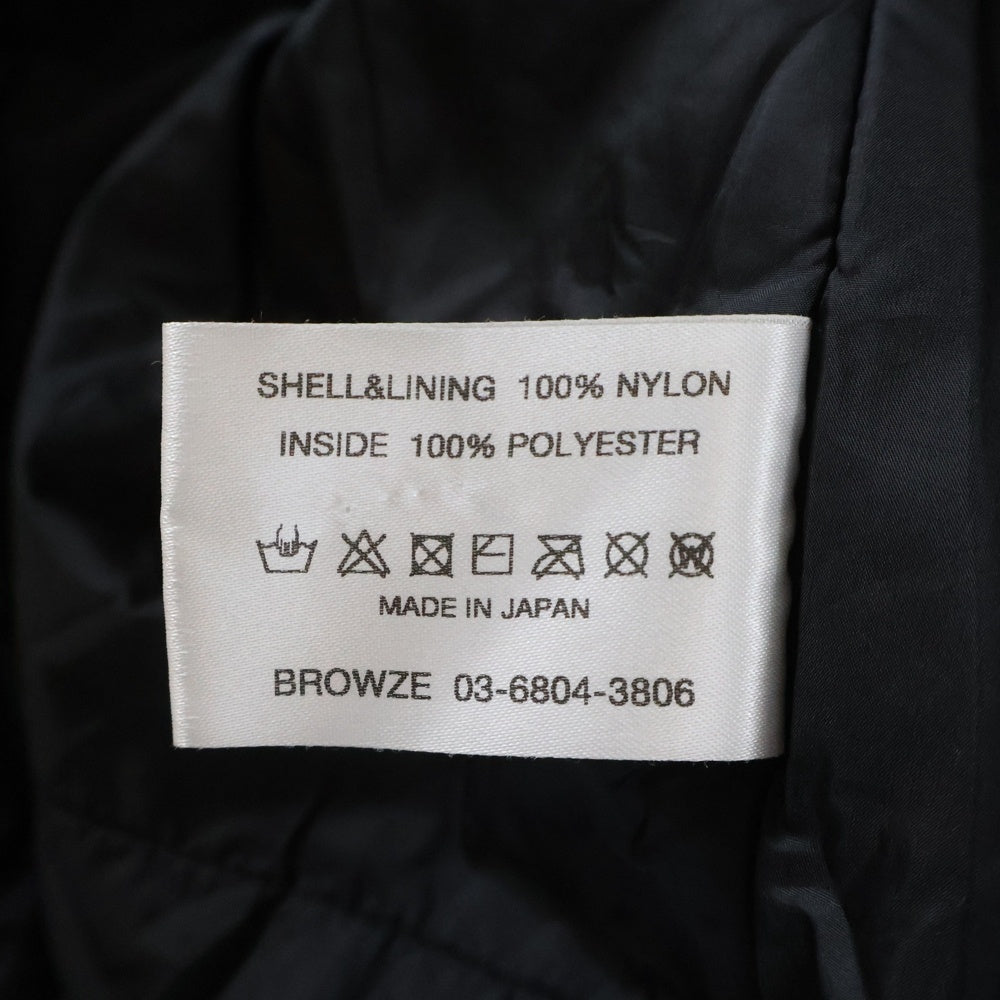 SHELL&LINING 100% NYLON
INSIDE 100% POLYESTER
W
MADE IN JAPAN
BROWZE 03-6804-3806